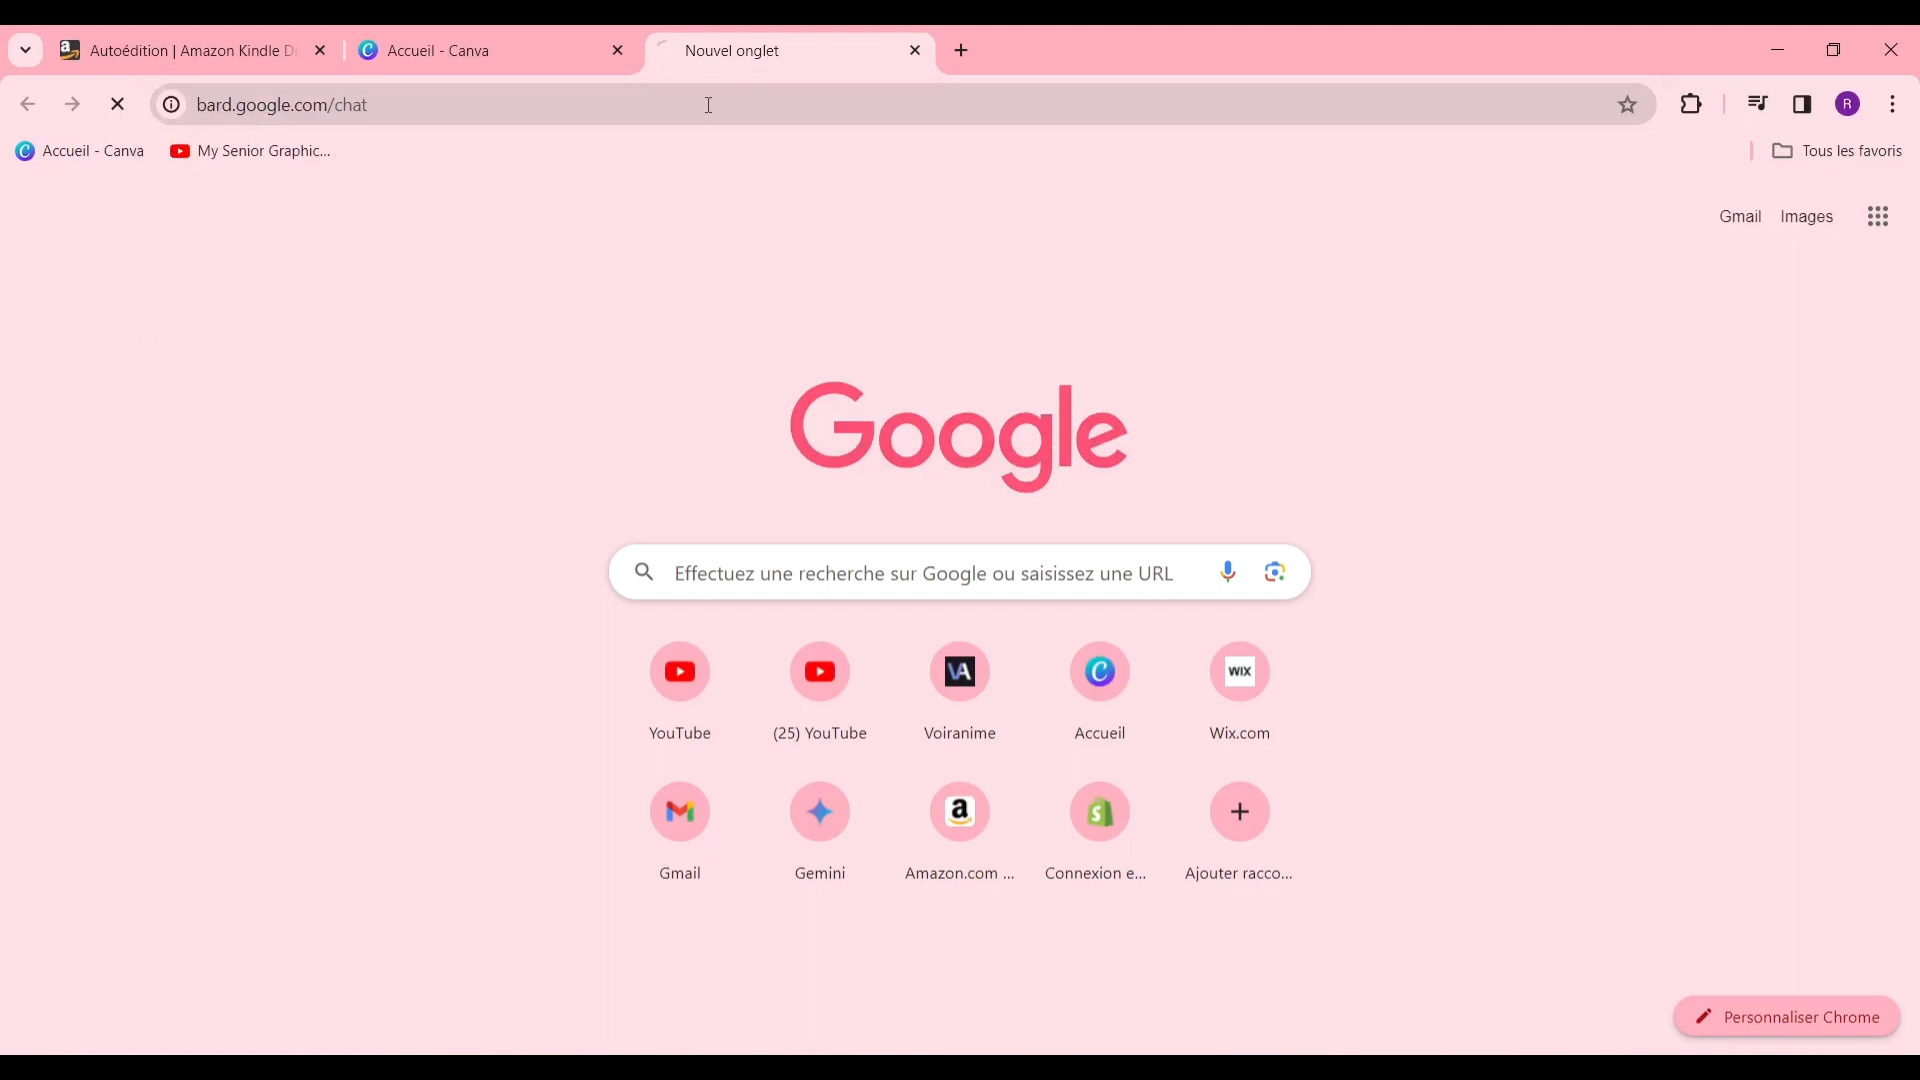 Autoédition | Amazon Kindle Di
Accueil - Canva
Nouvel onglet
bard.google.com/chat
R
Accueil - Canva
My Senior Graphic...
Tous les favoris
Gmail
Images
Google
Effectuez une recherche sur Google ou saisissez une URL
WIX
YouTube
(25) YouTube
Voiranime
Accueil
Wix.com
Gmail
Gemini
Amazon.com ...
Connexion e...
Ajouter racco...
Personnaliser Chrome